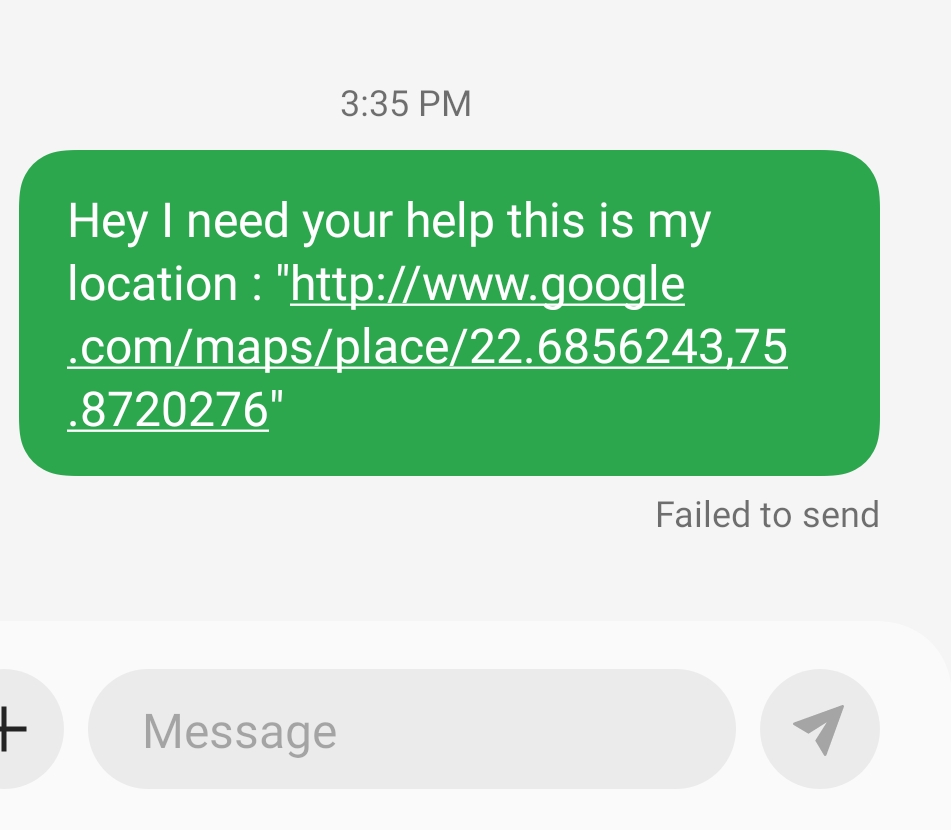 3:35 PM
Hey I need your help this is my
location : "http://www.google
.com/maps/place/22.6856243,75
.8720276"
Failed to send
Message